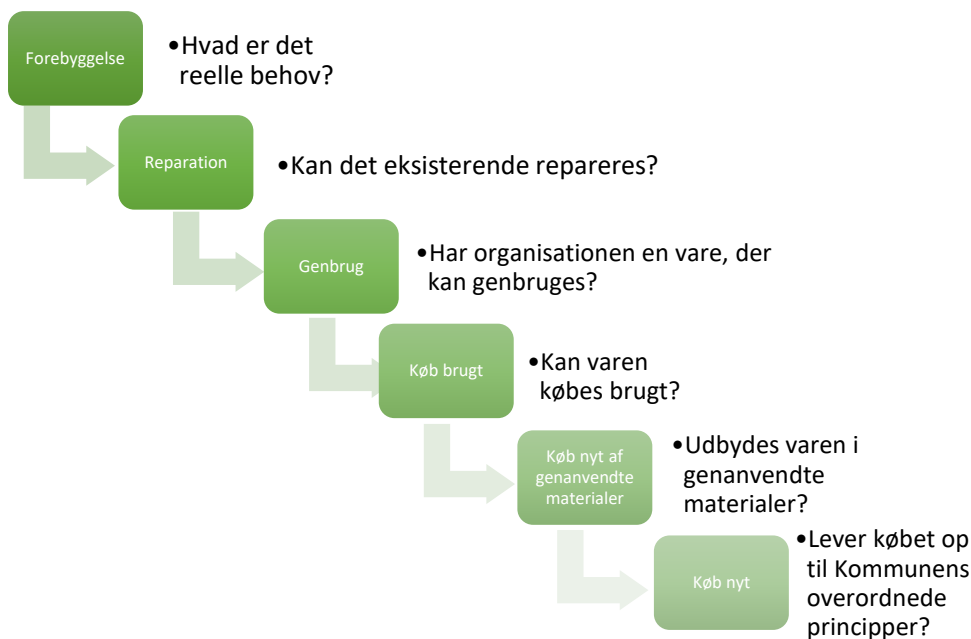 Forebyggelse
•Hvad er det
reelle behov?
Reparation
•Kan det eksisterende repareres?
Genbrug
•Har organisationen en vare, der
kan genbruges?
Køb brugt
•Kan varen
købes brugt?
Køb nyt af
genanvendte
materialer
•Udbydes varen i
genanvendte
materialer?
Køb nyt
•Lever købet op
til Kommunens
overordnede
principper?